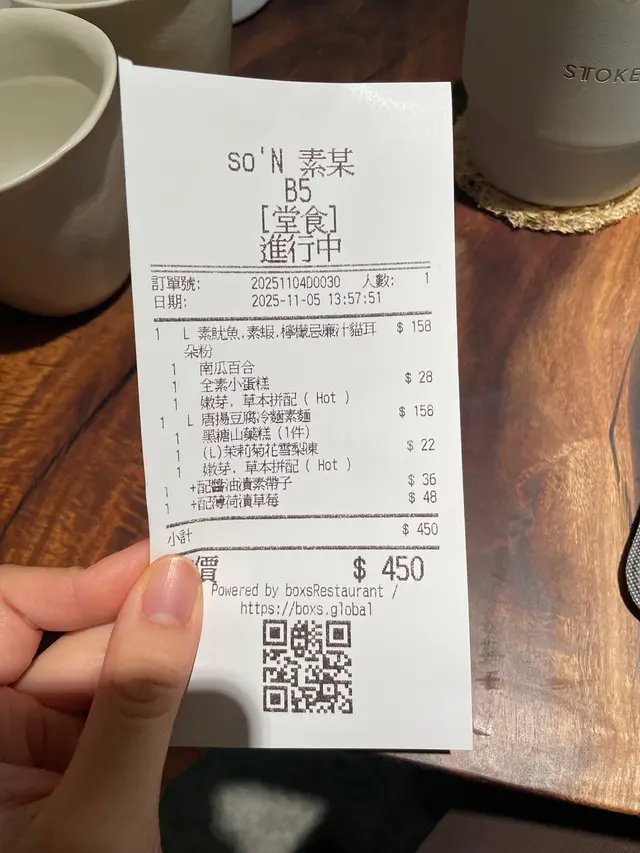 STTOKE
so'N 素某
B5
[堂食]
進行中
訂單號: 20251104D0030 人數: 1
日期: 2025-11-05 13:57:51
1 L 素魷魚.素蝦.檸檬忌廉汁貓耳 $ 158
朵粉
1 南瓜百合
1 全素小蛋糕 $ 28
1 嫩芽. 草本拼配 ( Hot )
1 L 唐揚豆腐冷麵素麵 $ 158
1 黑糖山藥糕 (1件)
1 (L)茉莉菊花雪梨凍 $ 22
1 嫩芽. 草本拼配 ( Hot )
1 +配醬油漬素帶子 $ 36
1 +配薄荷漬草莓 $ 48
小計 $ 450
價 $ 450
Powered by boxsRestaurant /
https://boxs.global